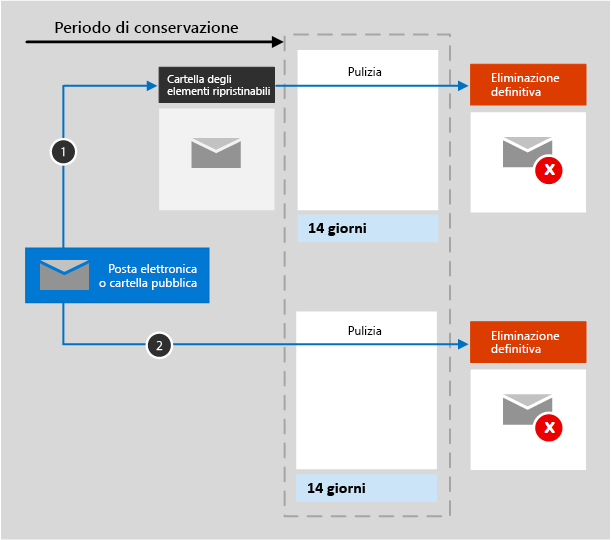 Periodo di conservazione
Cartella degli
elementi ripristinabili
Pulizia
Eliminazione
definitiva
1
x
14 giorni
Posta elettronica
o cartella pubblica
Pulizia
Eliminazione
definitiva
2
x
14 giorni